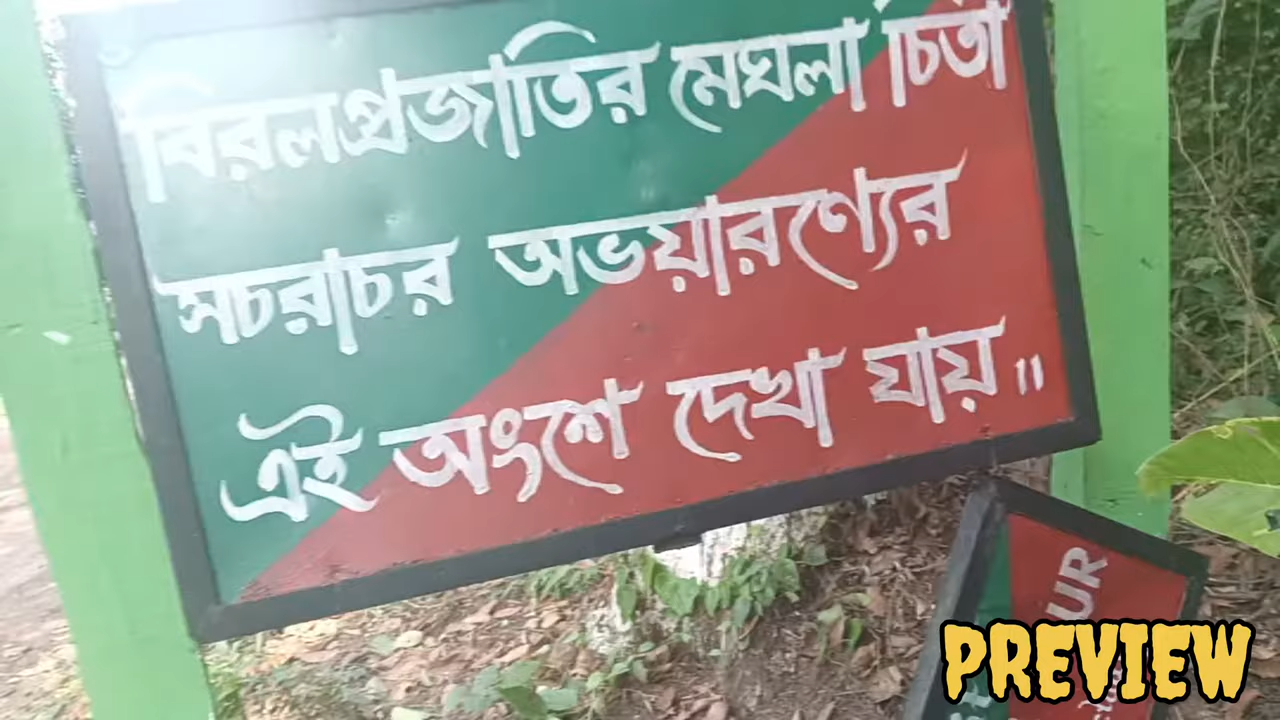 বিরলপ্রজাতির মেঘলা চিতা
সচরাচর অভয়ারণ্যের
এই অংশে দেখা যায়॥
UR
PREVIEW